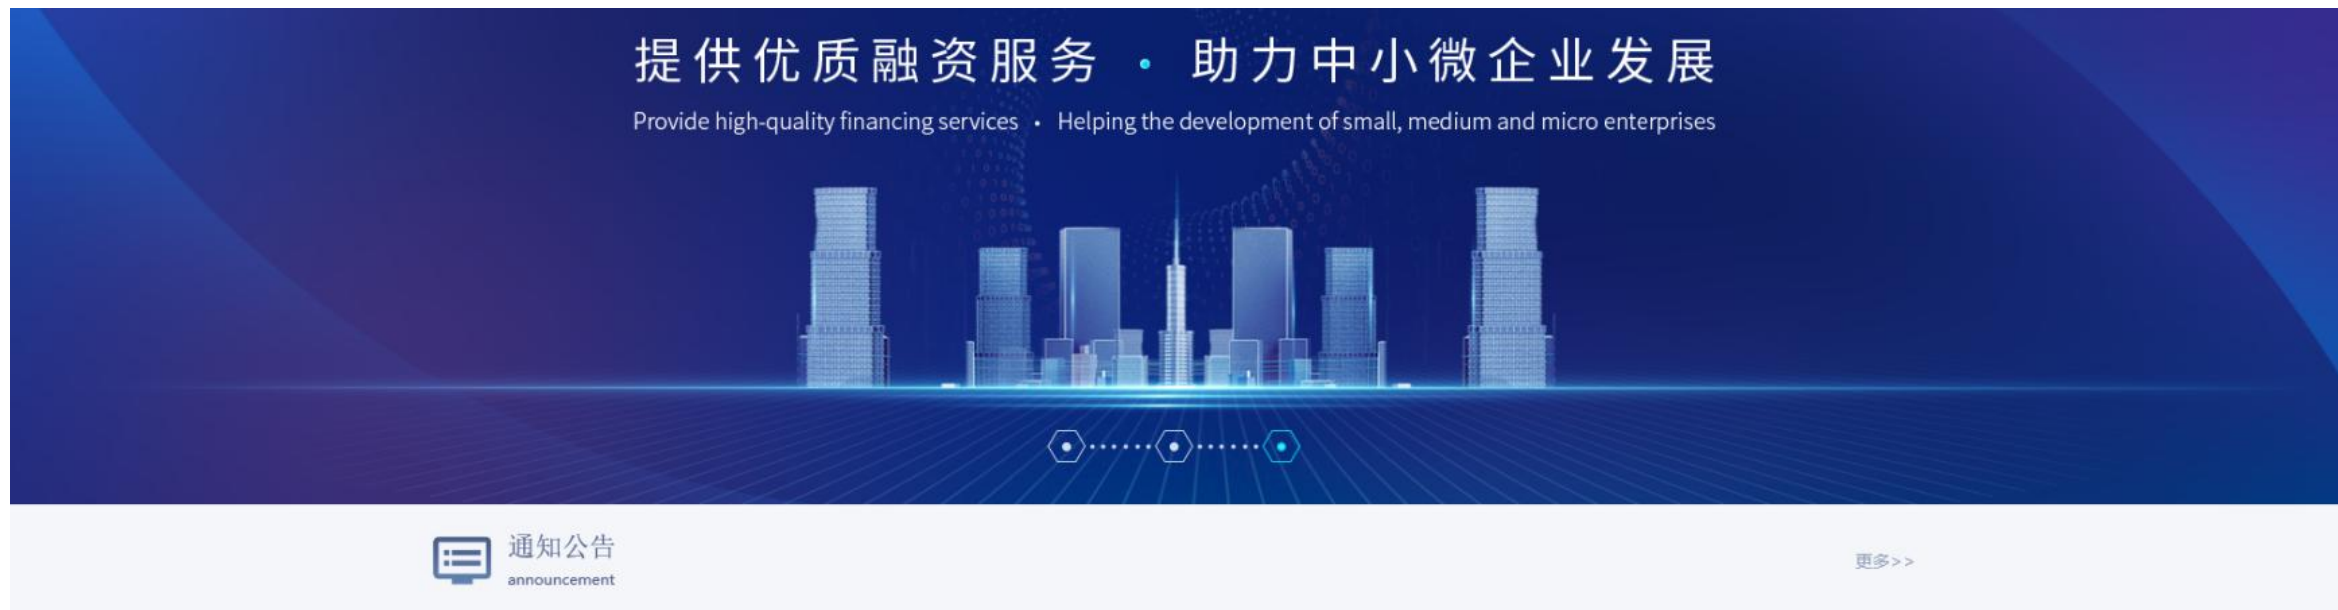 提供优质融资服务 · 助力中小微企业发展
Provide high-quality financing services · Helping the development of small, medium and micro enterprises
通知公告
announcement
更多>>